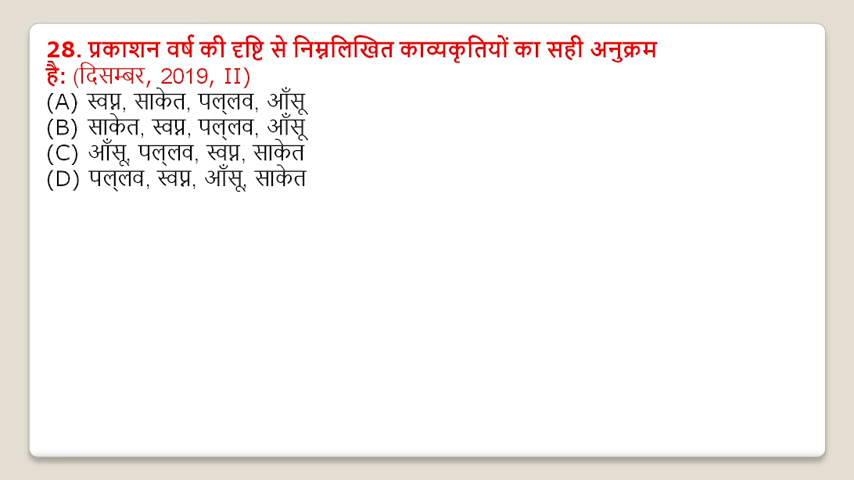 28. प्रकाशन वर्ष की दृष्टि से निम्नलिखित काव्यकृतियों का सही अनुक्रम
है: (दिसम्बर, 2019, II)
(A) स्वप्न, साकेत, पल्लव, आँसू
(B) साकेत, स्वप्न, पल्लव, आँसू
(C) आँसू, पल्लव, स्वप्न, साकेत
(D) पल्लव, स्वप्न, आँसू, साकेत